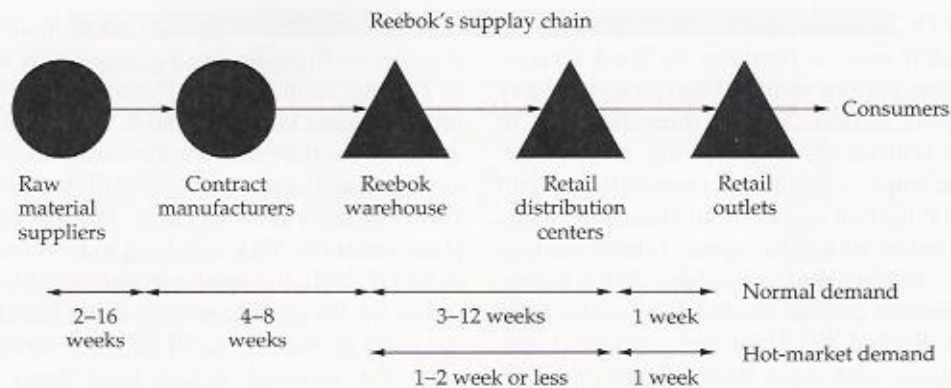 Reebok's supplay chain
Consumers
Raw
material
suppliers
Contract
manufacturers
Reebok
warehouse
Retail
distribution
centers
Retail
outlets
Normal demand
2–16
weeks
4–8
weeks
3–12 weeks
1 week
Hot-market demand
1–2 week or less
1 week